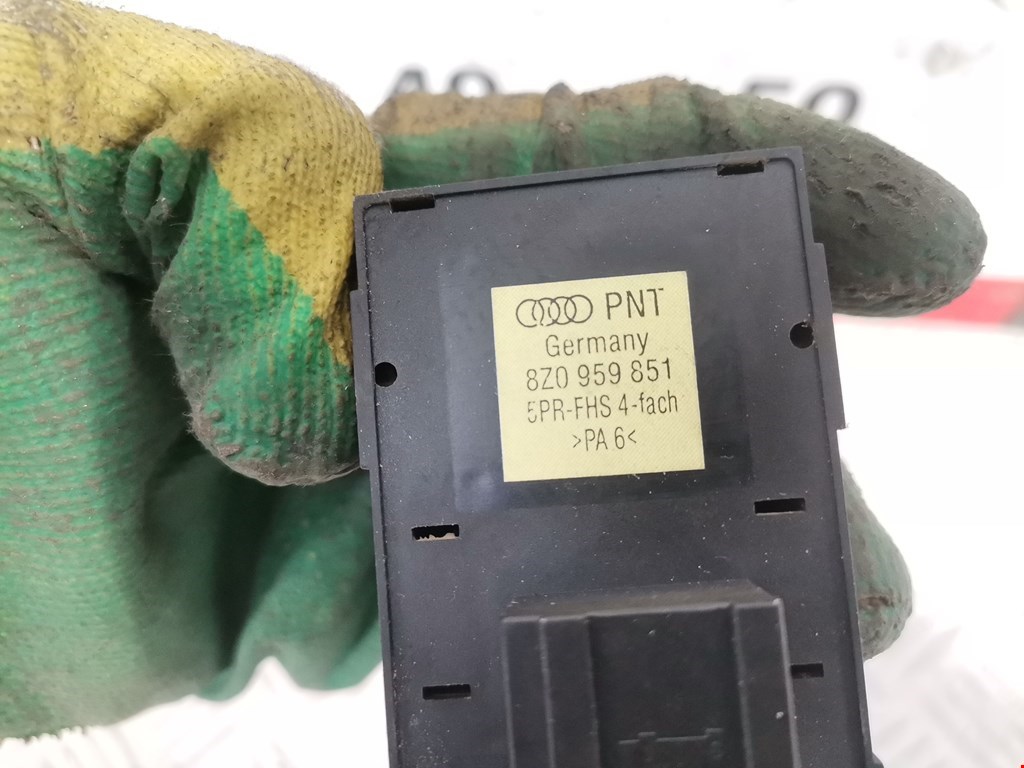 PNT
Germany
8Z0 959 851
5PR-FHS 4-fach
>PA 6<